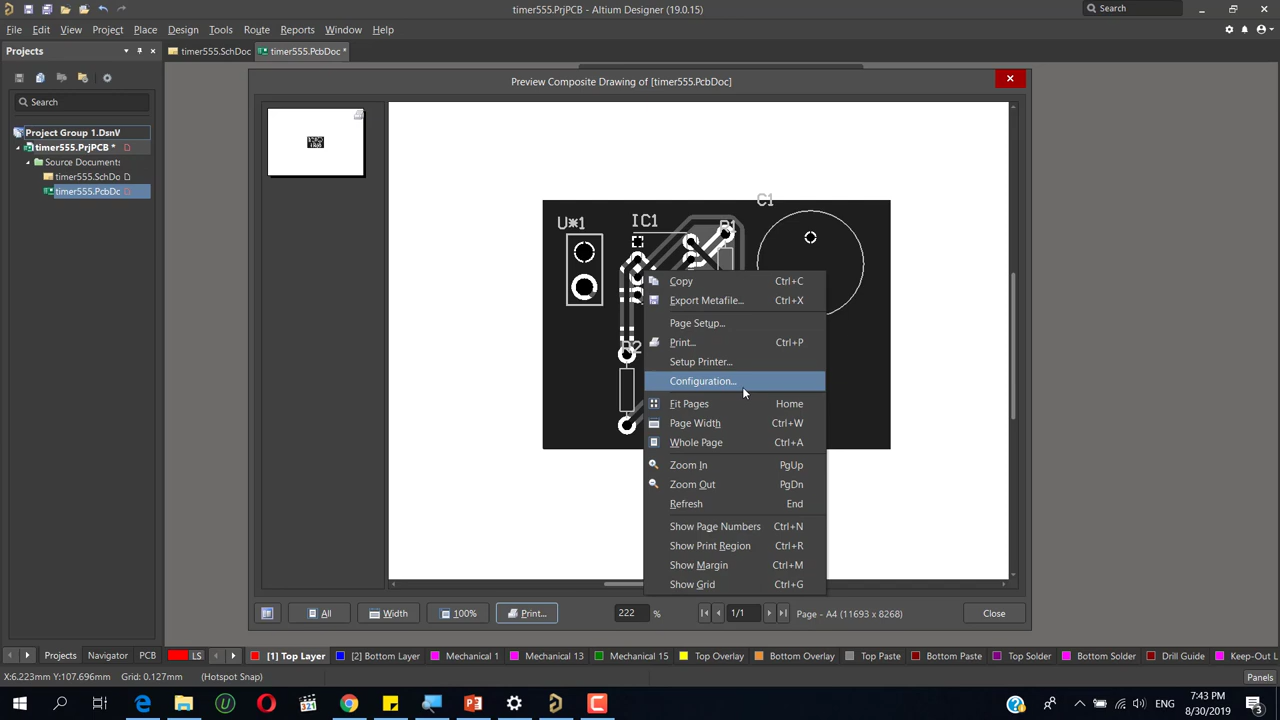 timer555.PrjPCB - Altium Designer (19.0.15)
Search
File Edit View Project Place Design Tools Route Reports Window Help
Projects
timer555.SchDoc
timer555.PcbDoc *
Search
Project Group 1.DsnV
timer555.PrjPCB *
Source Documents
timer555.SchDo
timer555.PcbDc
Preview Composite Drawing of [timer555.PcbDoc]
C1
U*1
IC1
R1
R2
Copy Ctrl+C
Export Metafile... Ctrl+X
Page Setup...
Print... Ctrl+P
Setup Printer...
Configuration...
Fit Pages Home
Page Width Ctrl+W
Whole Page Ctrl+A
Zoom In PgUp
Zoom Out PgDn
Refresh End
Show Page Numbers Ctrl+N
Show Print Region Ctrl+R
Show Margin Ctrl+M
Show Grid Ctrl+G
All Width 100% Print... 222 % 1/1 Page - A4 (11693 x 8268) Close
Projects Navigator PCB LS [1] Top Layer [2] Bottom Layer Mechanical 1 Mechanical 13 Mechanical 15 Top Overlay Bottom Overlay Top Paste Bottom Paste Top Solder Bottom Solder Drill Guide Keep-Out L
X:6.223mm Y:107.696mm Grid: 0.127mm (Hotspot Snap) Panels
321
ENG
7:43 PM
8/30/2019